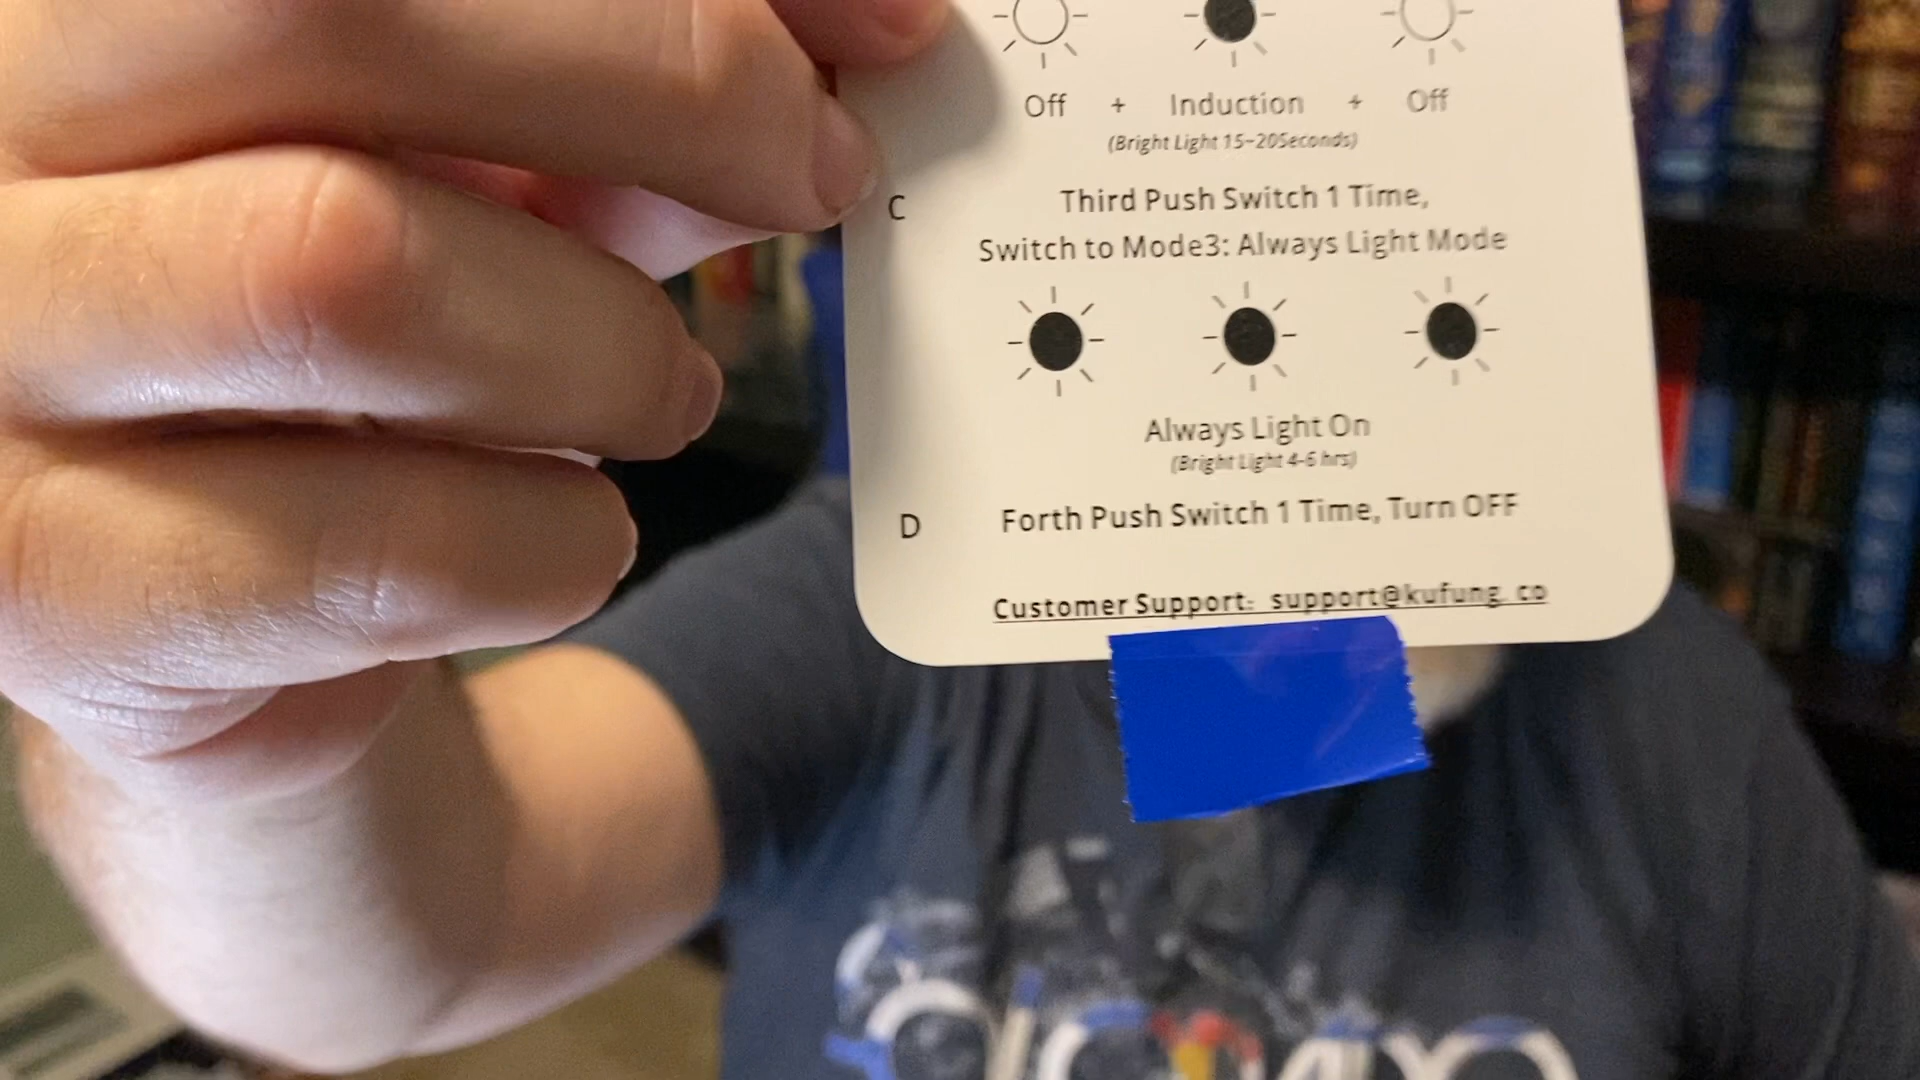 Off + Induction + Off
(Bright Light 15~20Seconds)
C Third Push Switch 1 Time,
Switch to Mode3: Always Light Mode
Always Light On
(Bright Light 4-6 hrs)
D Forth Push Switch 1 Time, Turn OFF
Customer Support: support@kufung.co